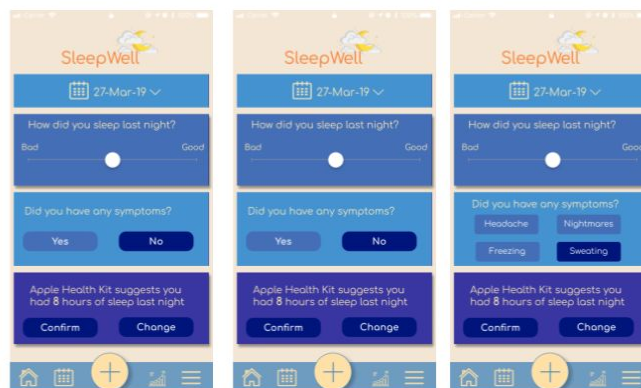 SleepWell
27-Mar-19
How did you sleep last night?
Bad Good
Did you have any symptoms?
Yes No
Apple Health Kit suggests you
had 8 hours of sleep last night
Confirm Change
SleepWell
27-Mar-19
How did you sleep last night?
Bad Good
Did you have any symptoms?
Yes No
Apple Health Kit suggests you
had 8 hours of sleep last night
Confirm Change
SleepWell
27-Mar-19
How did you sleep last night?
Bad Good
Did you have any symptoms?
Headache Nightmares
Freezing Sweating
Apple Health Kit suggests you
had 8 hours of sleep last night
Confirm Change